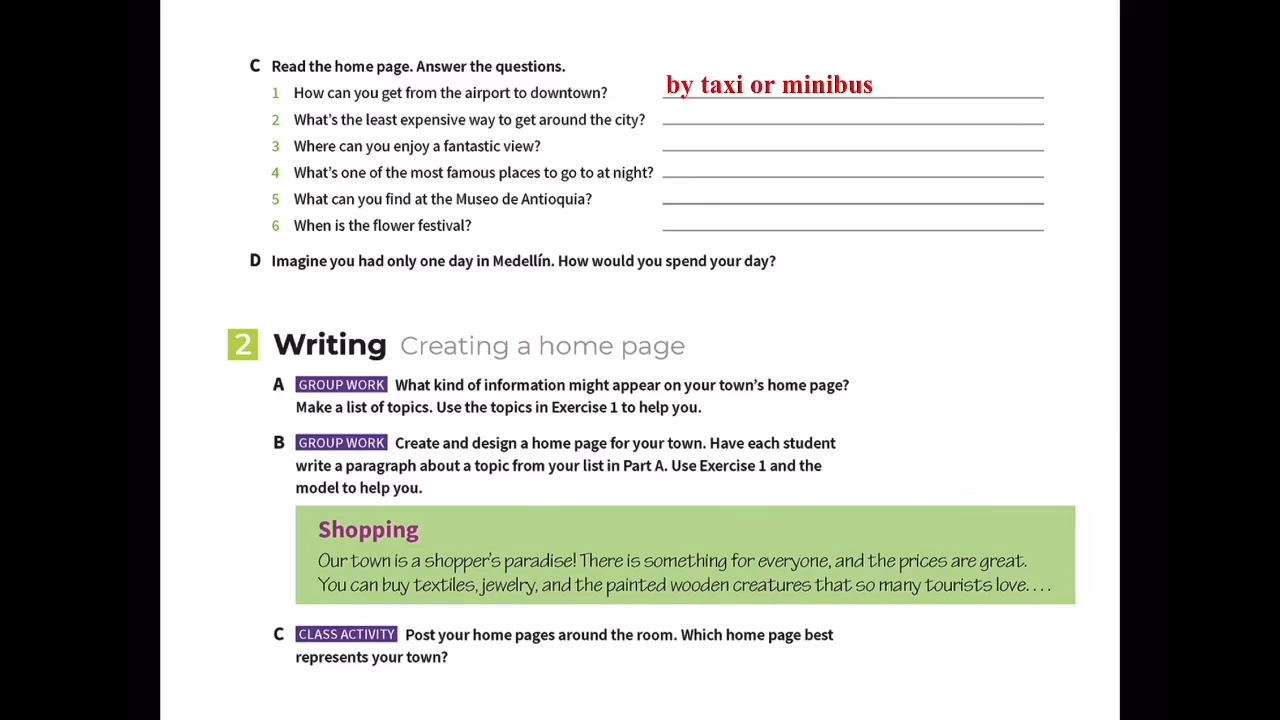 C Read the home page. Answer the questions.
1 How can you get from the airport to downtown? by taxi or minibus
2 What's the least expensive way to get around the city?
3 Where can you enjoy a fantastic view?
4 What's one of the most famous places to go to at night?
5 What can you find at the Museo de Antioquia?
6 When is the flower festival?
D Imagine you had only one day in Medellín. How would you spend your day?
2 Writing Creating a home page
A GROUP WORK What kind of information might appear on your town's home page?
Make a list of topics. Use the topics in Exercise 1 to help you.
B GROUP WORK Create and design a home page for your town. Have each student
write a paragraph about a topic from your list in Part A. Use Exercise 1 and the
model to help you.
Shopping
Our town is a shopper's paradise! There is something for everyone, and the prices are great.
You can buy textiles, jewelry, and the painted wooden creatures that so many tourists love. . . .
C CLASS ACTIVITY Post your home pages around the room. Which home page best
represents your town?